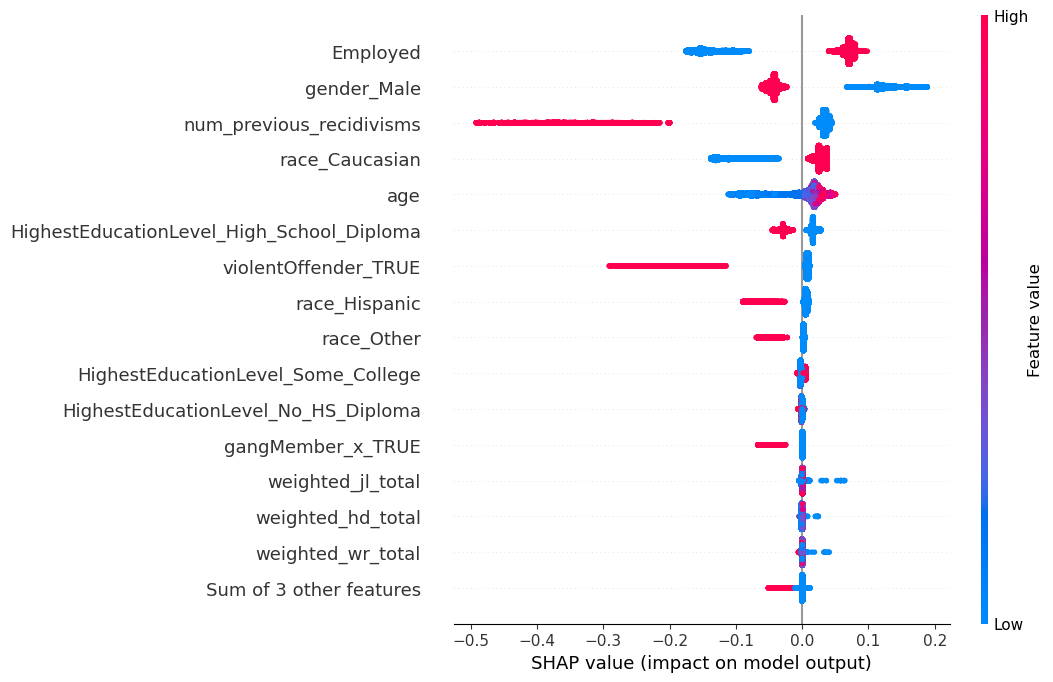 High
Employed
gender_Male
num_previous_recidivisms
race_Caucasian
age
HighestEducationLevel_High_School_Diploma
violentOffender_TRUE
race_Hispanic
race_Other
HighestEducationLevel_Some_College
HighestEducationLevel_No_HS_Diploma
gangMember_x_TRUE
weighted_jl_total
weighted_hd_total
weighted_wr_total
Sum of 3 other features
Feature value
Low
−0.5 −0.4 −0.3 −0.2 −0.1 0.0 0.1 0.2
SHAP value (impact on model output)